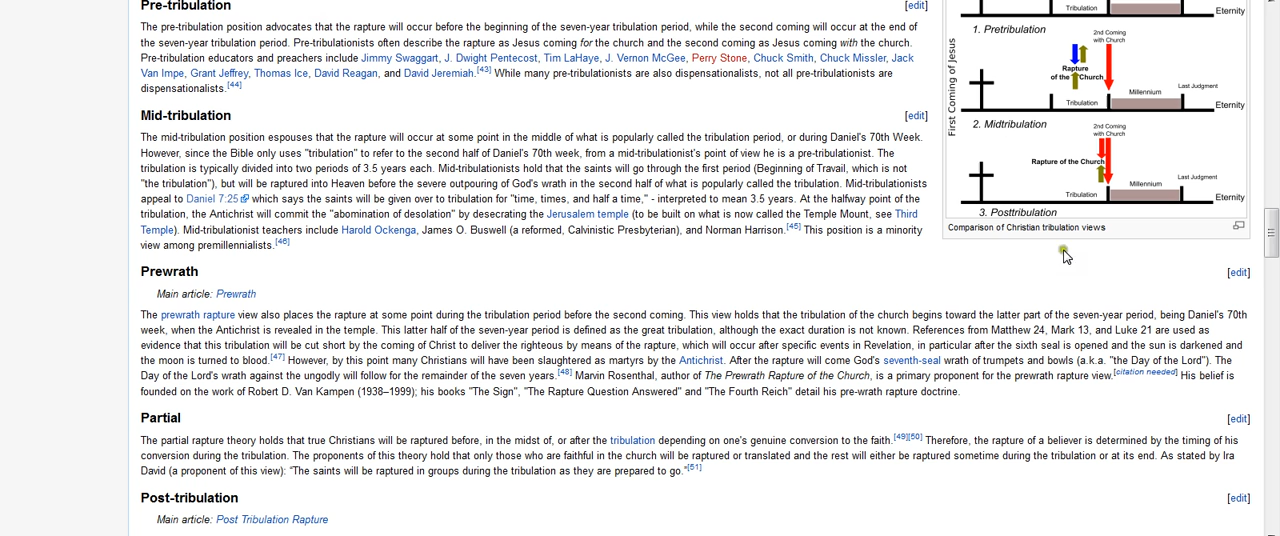 Pre-tribulation [edit]
The pre-tribulation position advocates that the rapture will occur before the beginning of the seven-year tribulation period, while the second coming will occur at the end of
the seven-year tribulation period. Pre-tribulationists often describe the rapture as Jesus coming for the church and the second coming as Jesus coming with the church.
Pre-tribulation educators and preachers include Jimmy Swaggart, J. Dwight Pentecost, Tim LaHaye, J. Vernon McGee, Perry Stone, Chuck Smith, Chuck Missler, Jack
Van Impe, Grant Jeffrey, Thomas Ice, David Reagan, and David Jeremiah.[43] While many pre-tribulationists are also dispensationalists, not all pre-tribulationists are
dispensationalists.[44]
Mid-tribulation [edit]
The mid-tribulation position espouses that the rapture will occur at some point in the middle of what is popularly called the tribulation period, or during Daniel's 70th Week.
However, since the Bible only uses "tribulation" to refer to the second half of Daniel's 70th week, from a mid-tribulationist's point of view he is a pre-tribulationist. The
tribulation is typically divided into two periods of 3.5 years each. Mid-tribulationists hold that the saints will go through the first period (Beginning of Travail, which is not
"the tribulation"), but will be raptured into Heaven before the severe outpouring of God's wrath in the second half of what is popularly called the tribulation. Mid-tribulationists
appeal to Daniel 7:25 which says the saints will be given over to tribulation for "time, times, and half a time," - interpreted to mean 3.5 years. At the halfway point of the
tribulation, the Antichrist will commit the "abomination of desolation" by desecrating the Jerusalem temple (to be built on what is now called the Temple Mount, see Third
Temple). Mid-tribulationist teachers include Harold Ockenga, James O. Buswell (a reformed, Calvinistic Presbyterian), and Norman Harrison.[45] This position is a minority
view among premillennialists.[46]
Tribulation
Eternity
1. Pretribulation
2nd Coming
with Church
Rapture
of the Church
Last Judgment
Millennium
Tribulation
Eternity
First Coming of Jesus
2. Midtribulation
2nd Coming
with Church
Rapture of the Church
Last Judgment
Millennium
Tribulation
Eternity
3. Posttribulation
Comparison of Christian tribulation views
Prewrath [edit]
Main article: Prewrath
The prewrath rapture view also places the rapture at some point during the tribulation period before the second coming. This view holds that the tribulation of the church begins toward the latter part of the seven-year period, being Daniel's 70th
week, when the Antichrist is revealed in the temple. This latter half of the seven-year period is defined as the great tribulation, although the exact duration is not known. References from Matthew 24, Mark 13, and Luke 21 are used as
evidence that this tribulation will be cut short by the coming of Christ to deliver the righteous by means of the rapture, which will occur after specific events in Revelation, in particular after the sixth seal is opened and the sun is darkened and
the moon is turned to blood.[47] However, by this point many Christians will have been slaughtered as martyrs by the Antichrist. After the rapture will come God's seventh-seal wrath of trumpets and bowls (a.k.a. "the Day of the Lord"). The
Day of the Lord's wrath against the ungodly will follow for the remainder of the seven years.[48] Marvin Rosenthal, author of The Prewrath Rapture of the Church, is a primary proponent for the prewrath rapture view.[citation needed] His belief is
founded on the work of Robert D. Van Kampen (1938–1999); his books "The Sign", "The Rapture Question Answered" and "The Fourth Reich" detail his pre-wrath rapture doctrine.
Partial [edit]
The partial rapture theory holds that true Christians will be raptured before, in the midst of, or after the tribulation depending on one's genuine conversion to the faith.[49][50] Therefore, the rapture of a believer is determined by the timing of his
conversion during the tribulation. The proponents of this theory hold that only those who are faithful in the church will be raptured or translated and the rest will either be raptured sometime during the tribulation or at its end. As stated by Ira
David (a proponent of this view): "The saints will be raptured in groups during the tribulation as they are prepared to go."[51]
Post-tribulation [edit]
Main article: Post Tribulation Rapture